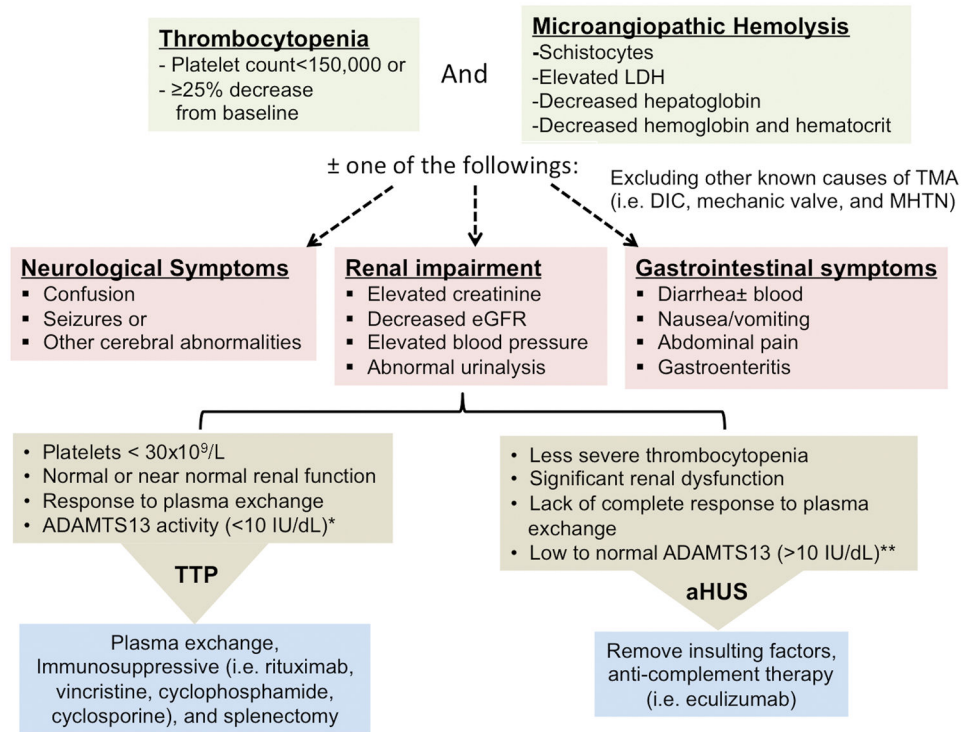 Thrombocytopenia
- Platelet count<150,000 or
- ≥25% decrease
from baseline
And
Microangiopathic Hemolysis
-Schistocytes
-Elevated LDH
-Decreased hepatoglobin
-Decreased hemoglobin and hematocrit
± one of the followings:
Excluding other known causes of TMA
(i.e. DIC, mechanic valve, and MHTN)
Neurological Symptoms
▪ Confusion
▪ Seizures or
▪ Other cerebral abnormalities
Renal impairment
▪ Elevated creatinine
▪ Decreased eGFR
▪ Elevated blood pressure
▪ Abnormal urinalysis
Gastrointestinal symptoms
▪ Diarrhea± blood
▪ Nausea/vomiting
▪ Abdominal pain
▪ Gastroenteritis
• Platelets < 30x10⁹/L
• Normal or near normal renal function
• Response to plasma exchange
• ADAMTS13 activity (<10 IU/dL)*
TTP
Plasma exchange,
Immunosuppressive (i.e. rituximab,
vincristine, cyclophosphamide,
cyclosporine), and splenectomy
• Less severe thrombocytopenia
• Significant renal dysfunction
• Lack of complete response to plasma
exchange
• Low to normal ADAMTS13 (>10 IU/dL)**
aHUS
Remove insulting factors,
anti-complement therapy
(i.e. eculizumab)